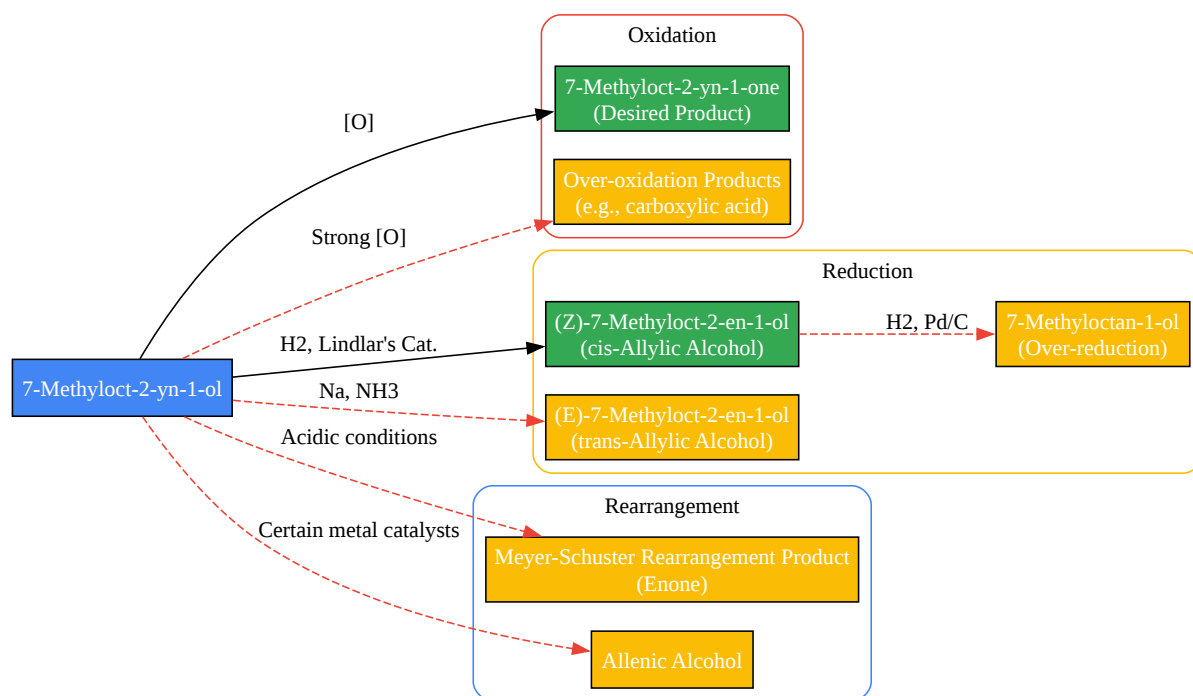 Oxidation
7-Methyloct-2-yn-1-one
(Desired Product)
[O]
Over-oxidation Products
(e.g., carboxylic acid)
Strong [O]
Reduction
(Z)-7-Methyloct-2-en-1-ol
(cis-Allylic Alcohol)
H2, Pd/C
7-Methyloctan-1-ol
(Over-reduction)
H2, Lindlar's Cat.
7-Methyloct-2-yn-1-ol
Na, NH3
(E)-7-Methyloct-2-en-1-ol
(trans-Allylic Alcohol)
Acidic conditions
Rearrangement
Certain metal catalysts
Meyer-Schuster Rearrangement Product
(Enone)
Allenic Alcohol